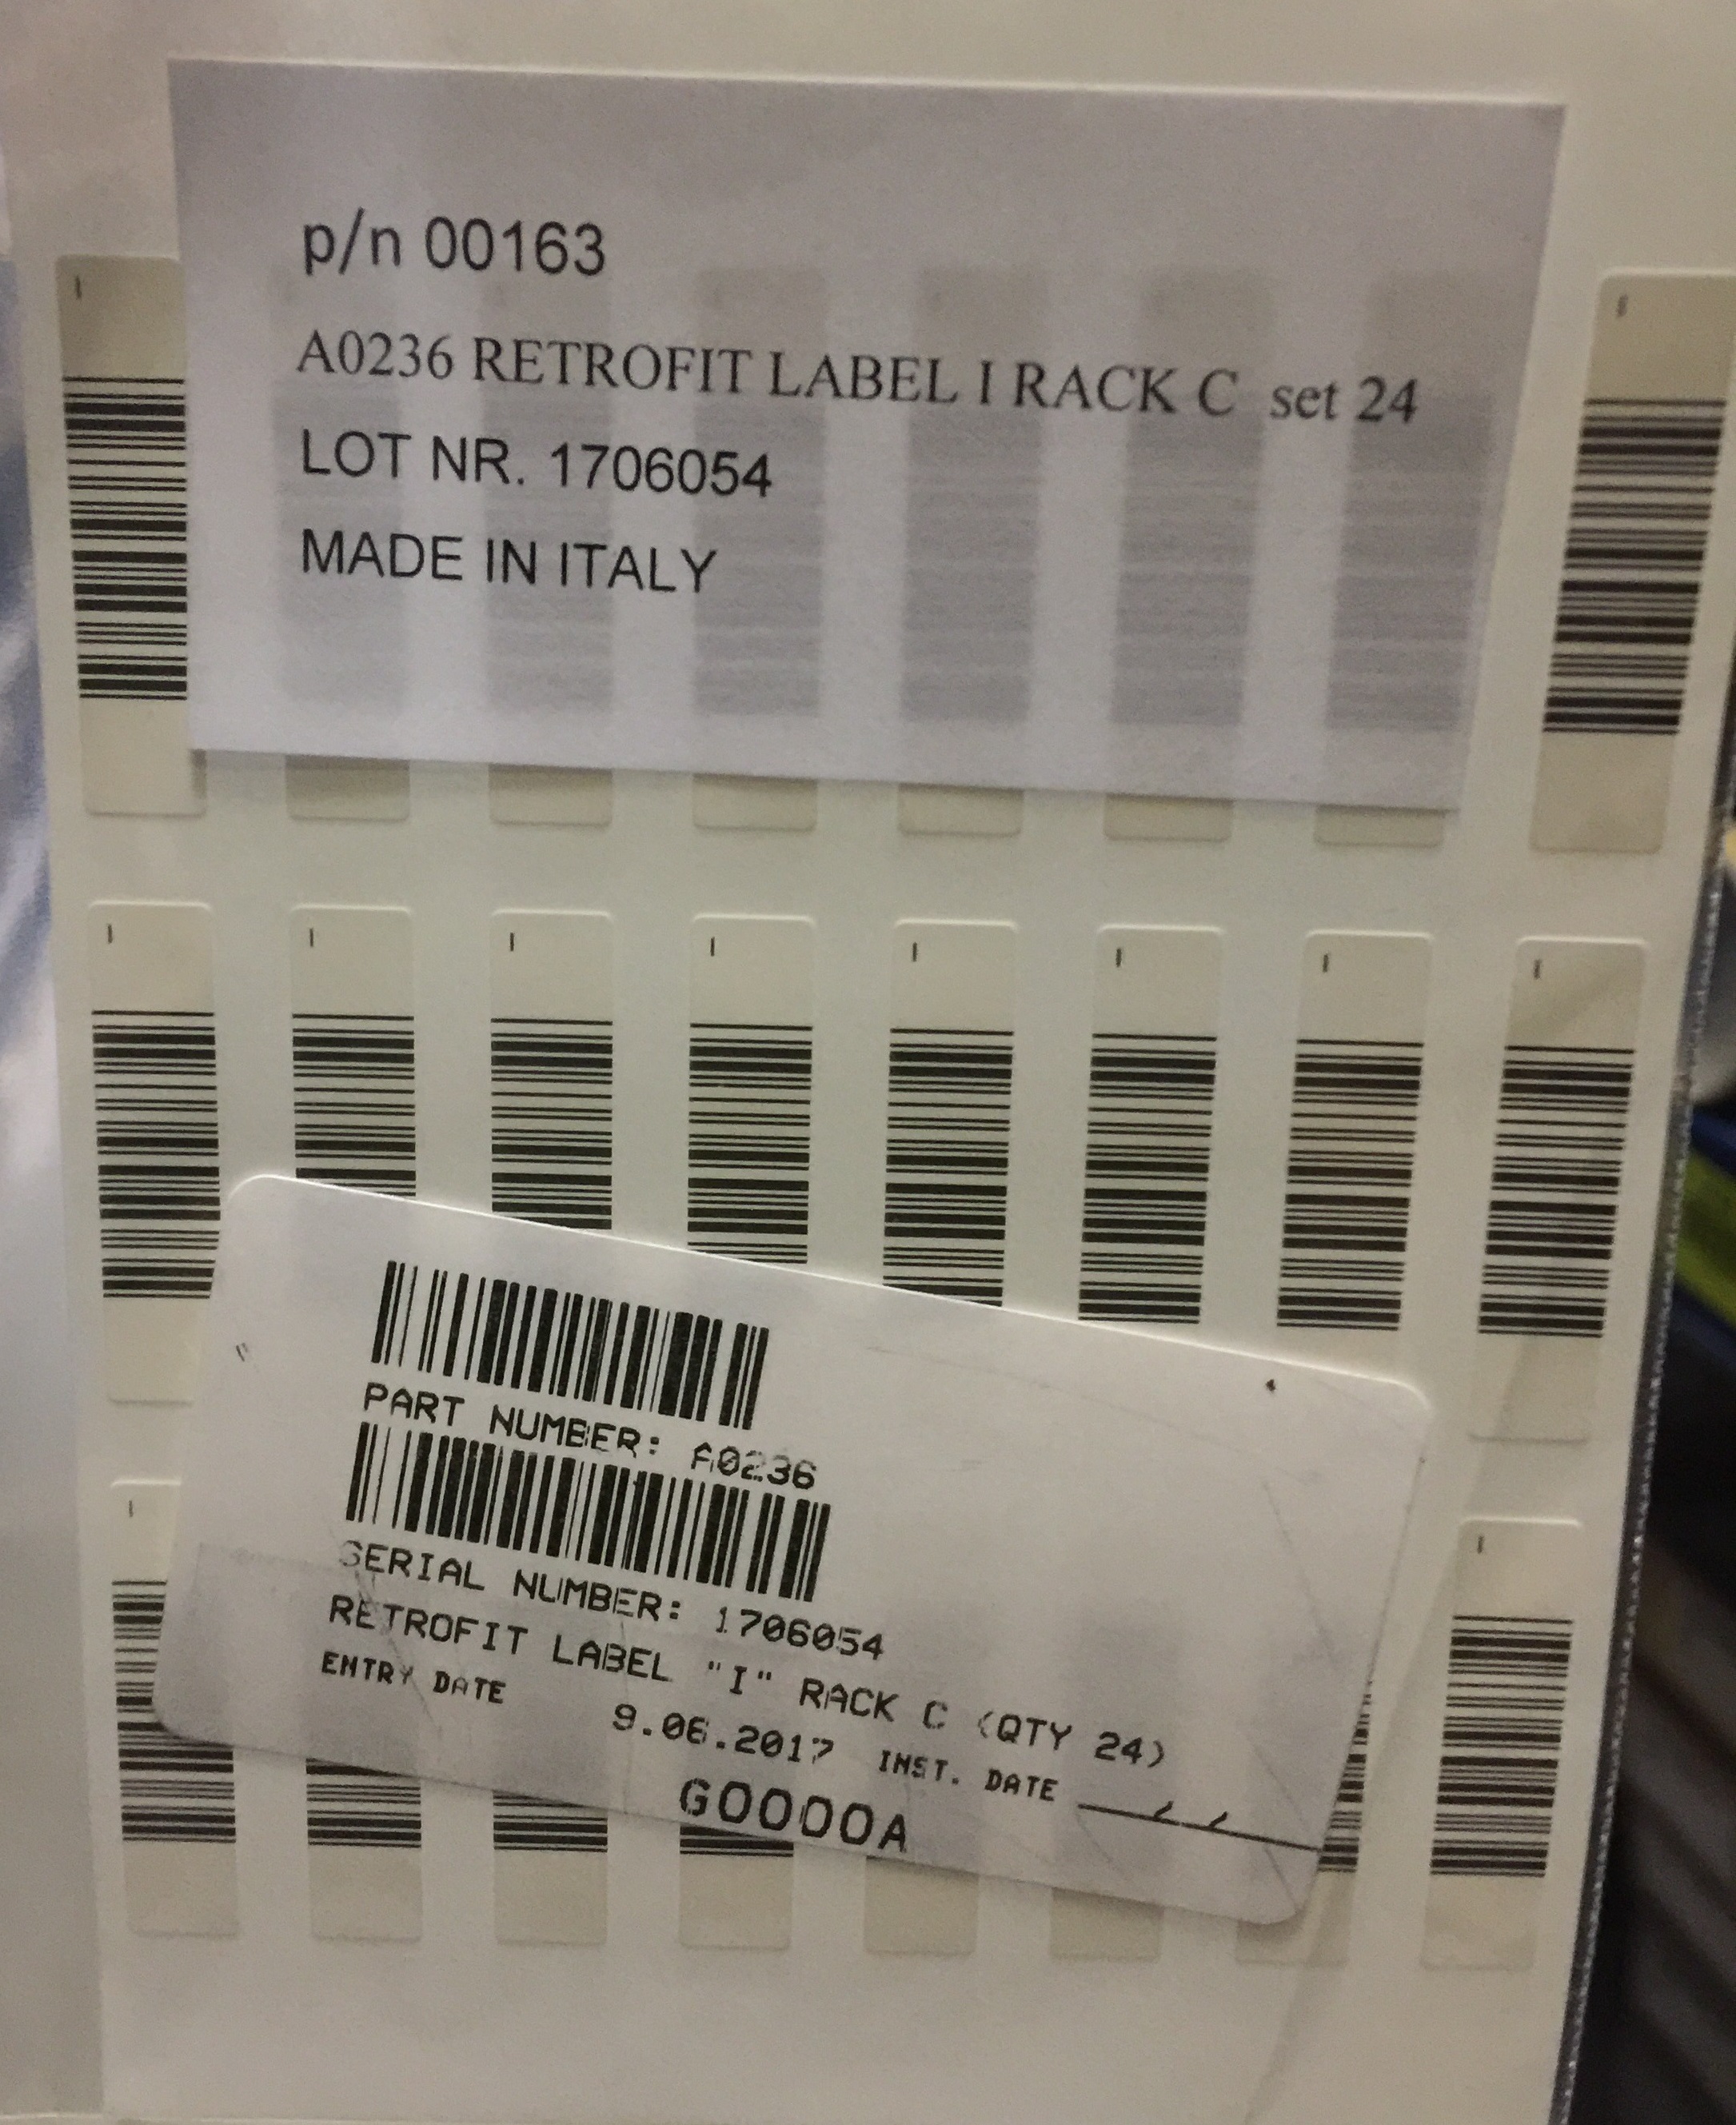 p/n 00163
A0236 RETROFIT LABEL I RACK C set 24
LOT NR. 1706054
MADE IN ITALY
I
I
I
I
I
I
I
I
I
I
PART NUMBER: A0236
SERIAL NUMBER: 1706054
RETROFIT LABEL "I" RACK C (QTY 24)
ENTRY DATE 9.06.2017 INST. DATE __/__/__
G0000A
I
I